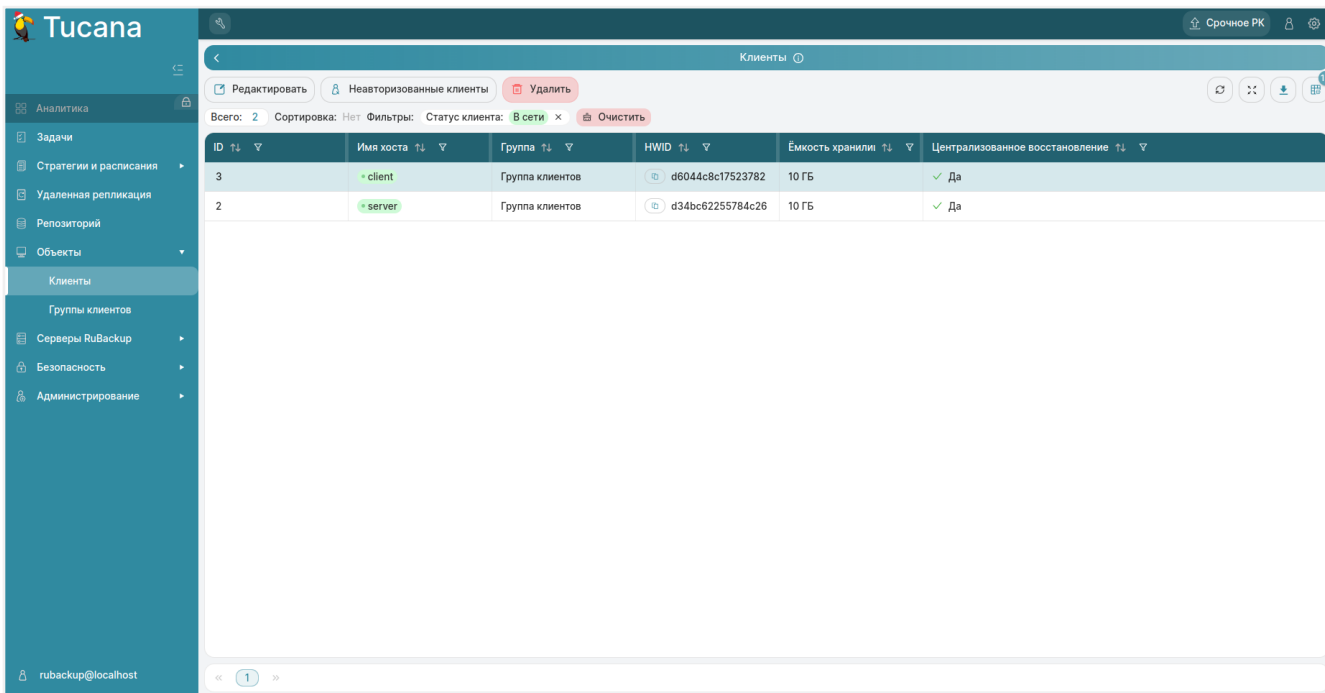 Tucana
Срочное РК
Клиенты
Редактировать
Неавторизованные клиенты
Удалить
1
Всего: 2 Сортировка: Нет Фильтры: Статус клиента: В сети × Очистить
Аналитика
Задачи
Стратегии и расписания
Удаленная репликация
Репозиторий
Объекты
Клиенты
Группы клиентов
Серверы RuBackup
Безопасность
Администрирование
rubackup@localhost
ID Имя хоста Группа HWID Ёмкость хранили Централизованное восстановление
3 client Группа клиентов d6044c8c17523782 10 ГБ Да
2 server Группа клиентов d34bc62255784c26 10 ГБ Да
« 1 »